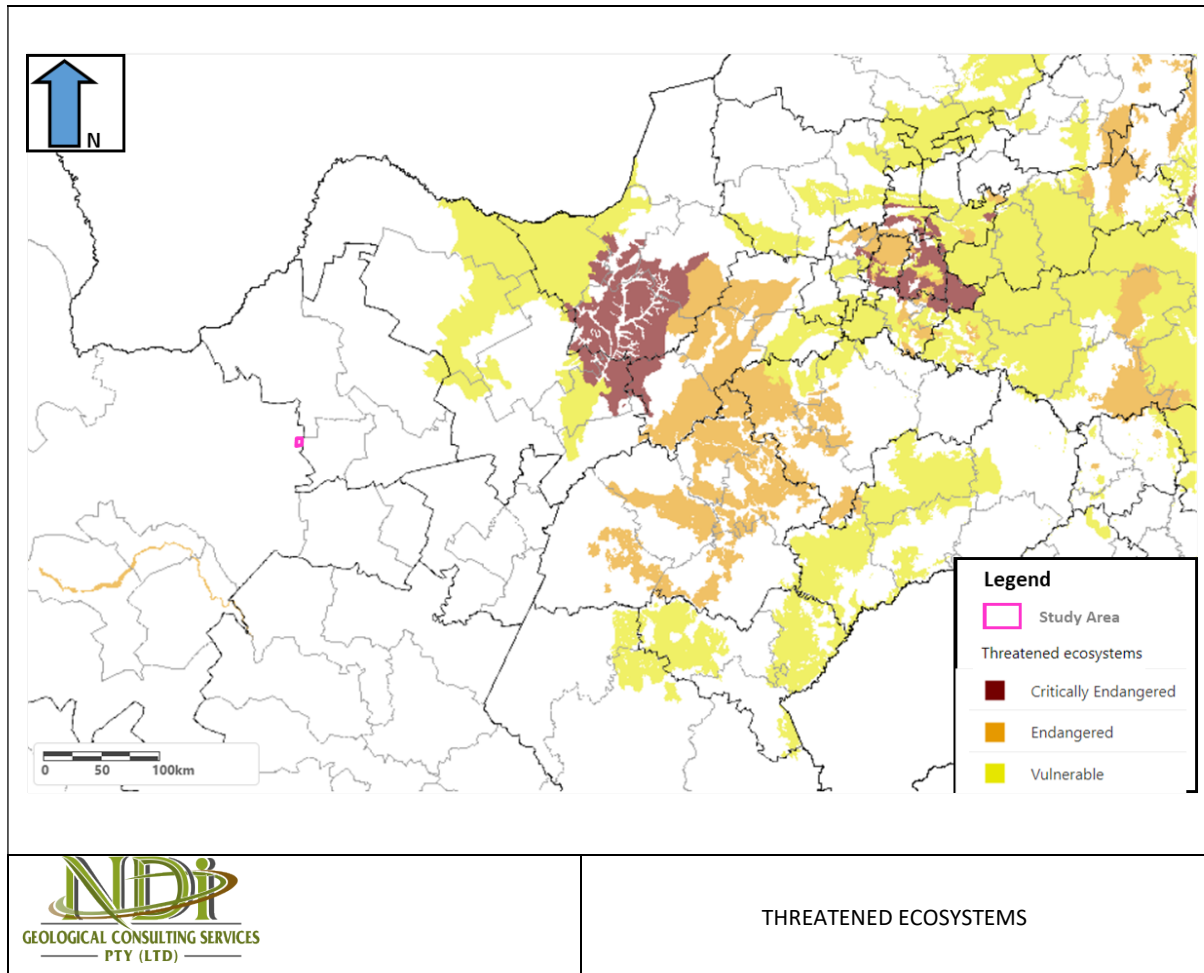 N
Legend
Study Area
Threatened ecosystems
Critically Endangered
Endangered
Vulnerable
0 50 100km
NDi
GEOLOGICAL CONSULTING SERVICES
PTY (LTD)
THREATENED ECOSYSTEMS